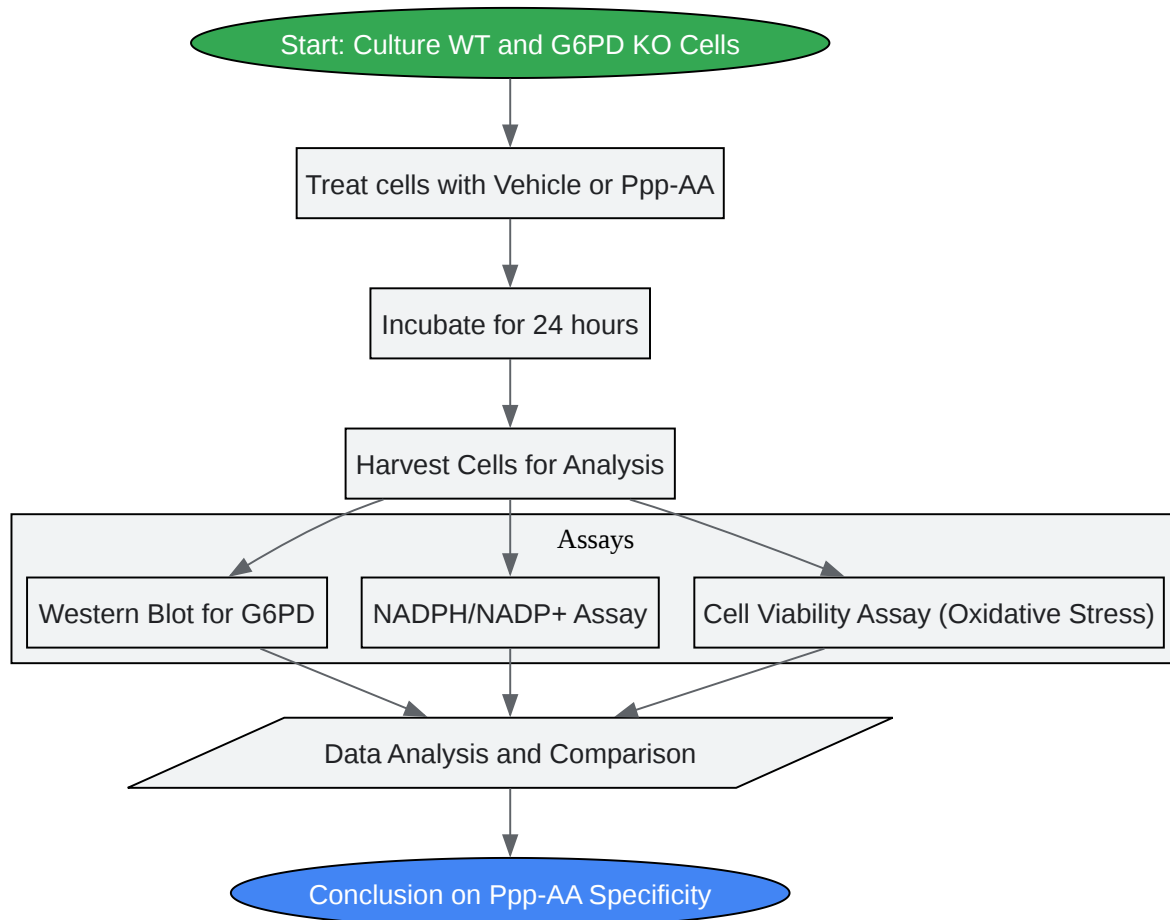 Start: Culture WT and G6PD KO Cells
Treat cells with Vehicle or Ppp-AA
Incubate for 24 hours
Harvest Cells for Analysis
Assays
Western Blot for G6PD
NADPH/NADP+ Assay
Cell Viability Assay (Oxidative Stress)
Data Analysis and Comparison
Conclusion on Ppp-AA Specificity